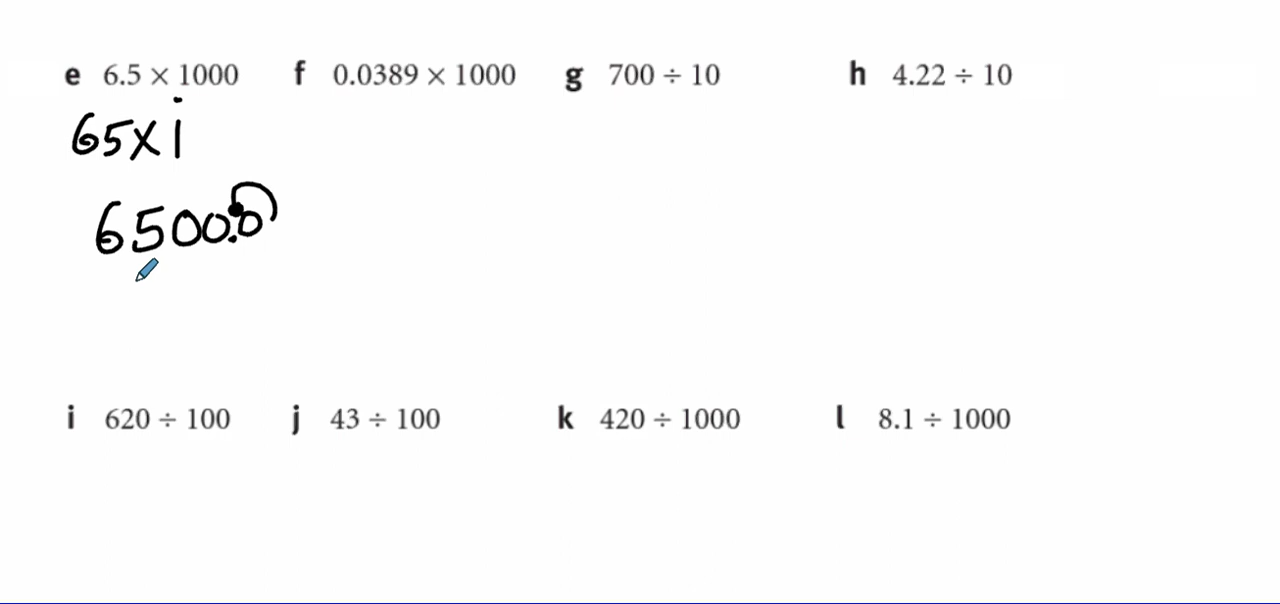 e 6.5 × 1000 f 0.0389 × 1000 g 700 ÷ 10 h 4.22 ÷ 10
65 X i
6500.0
i 620 ÷ 100 j 43 ÷ 100 k 420 ÷ 1000 l 8.1 ÷ 1000